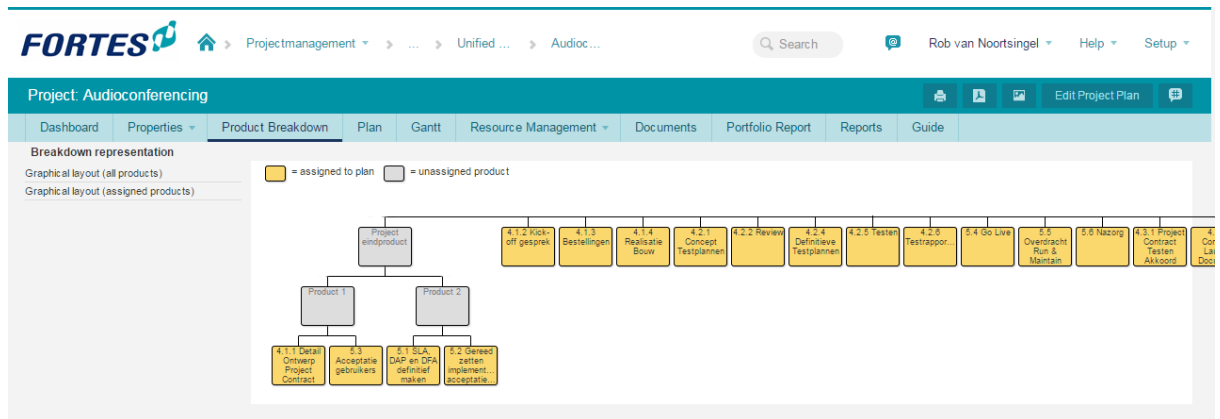 FORTES
Projectmanagement > ... > Unified ... > Audioc...
Search
Rob van Noortsingel
Help
Setup
Project: Audioconferencing
Edit Project Plan
Dashboard
Properties
Product Breakdown
Plan
Gantt
Resource Management
Documents
Portfolio Report
Reports
Guide
Breakdown representation
Graphical layout (all products)
Graphical layout (assigned products)
= assigned to plan
= unassigned product
Project
eindproduct
4.1.2 Kick-
off gesprek
4.1.3
Bestellingen
4.1.4
Realisatie
Bouw
4.2.1
Concept
Testplannen
4.2.2 Review
4.2.4
Definitieve
Testplannen
4.2.5 Testen
4.2.6
Testrappor...
5.4 Go Live
5.5
Overdracht
Run &
Maintain
5.6 Nazorg
4.3.1 Project
Contract
Testen
Akkoord
Product 1
Product 2
4.1.1 Detail
Ontwerp
Project
Contract
5.3
Acceptatie
gebruikers
5.1 SLA,
DAP en DFA
definitief
maken
5.2 Gereed
zetten
implement...
acceptatie...